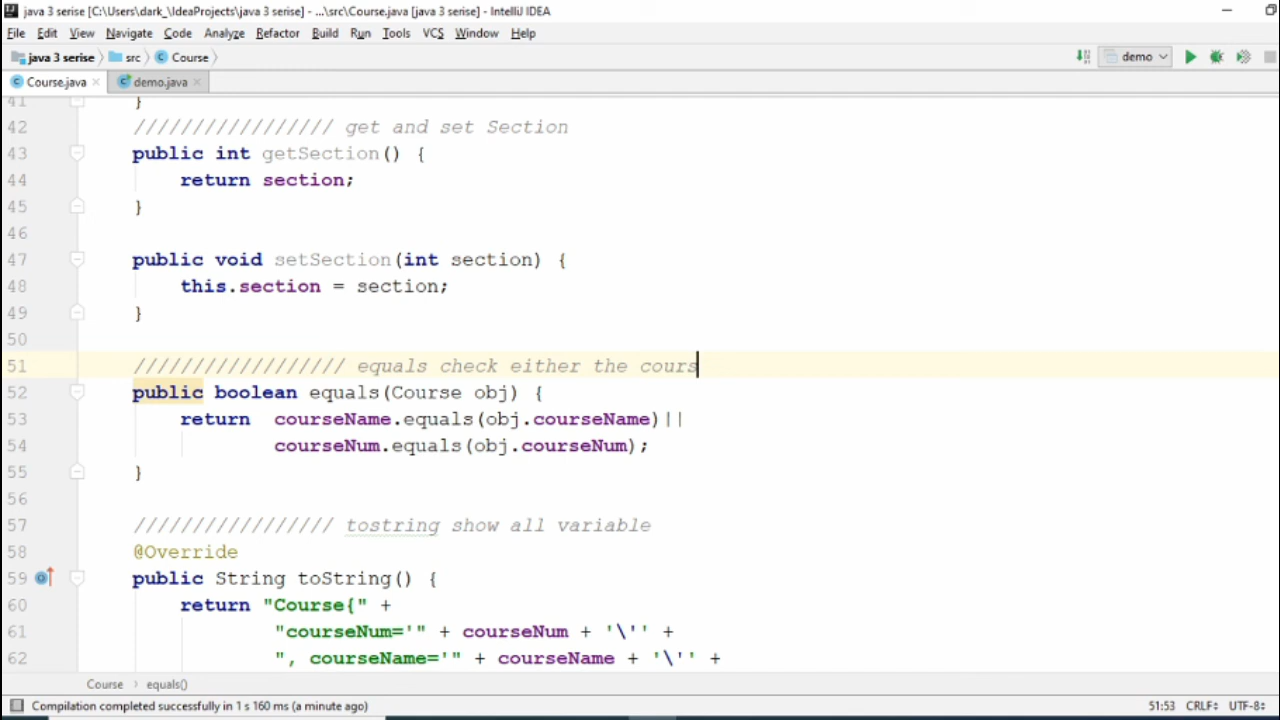 java 3 serise [C:\Users\dark_\IdeaProjects\java 3 serise] - ...\src\Course.java [java 3 serise] - IntelliJ IDEA
File Edit View Navigate Code Analyze Refactor Build Run Tools VCS Window Help
java 3 serise src Course demo
Course.java demo.java
41 }
42 ///////////////// get and set Section
43 public int getSection() {
44 return section;
45 }
46
47 public void setSection(int section) {
48 this.section = section;
49 }
50
51 ////////////////// equals check either the cours
52 public boolean equals(Course obj) {
53 return courseName.equals(obj.courseName)||
54 courseNum.equals(obj.courseNum);
55 }
56
57 ///////////////// tostring show all variable
58 @Override
59 public String toString() {
60 return "Course{" +
61 "courseNum='" + courseNum + '\'' +
62 ", courseName='" + courseName + '\'' +
Course equals()
Compilation completed successfully in 1 s 160 ms (a minute ago) 51:53 CRLF UTF-8